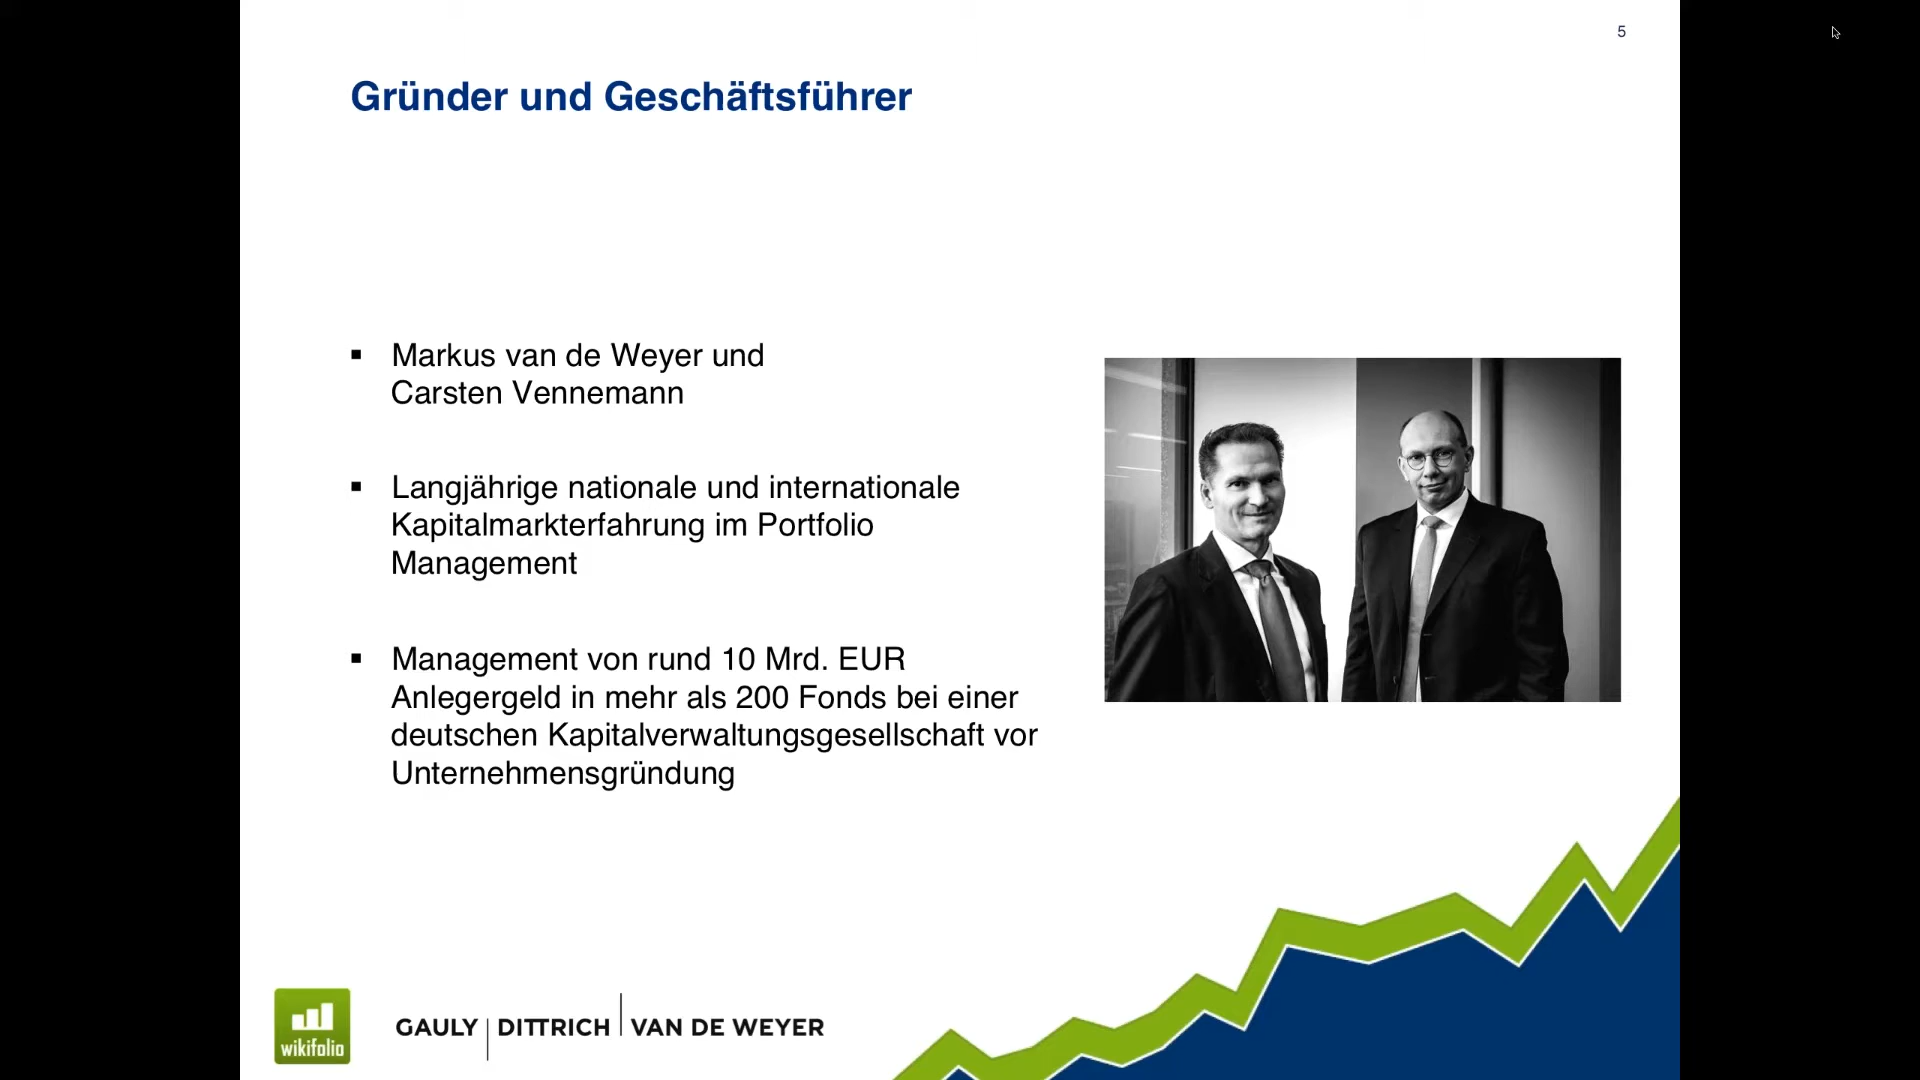 5
Gründer und Geschäftsführer
▪ Markus van de Weyer und
Carsten Vennemann
▪ Langjährige nationale und internationale
Kapitalmarkterfahrung im Portfolio
Management
▪ Management von rund 10 Mrd. EUR
Anlegergeld in mehr als 200 Fonds bei einer
deutschen Kapitalverwaltungsgesellschaft vor
Unternehmensgründung
wikifolio
GAULY | DITTRICH | VAN DE WEYER